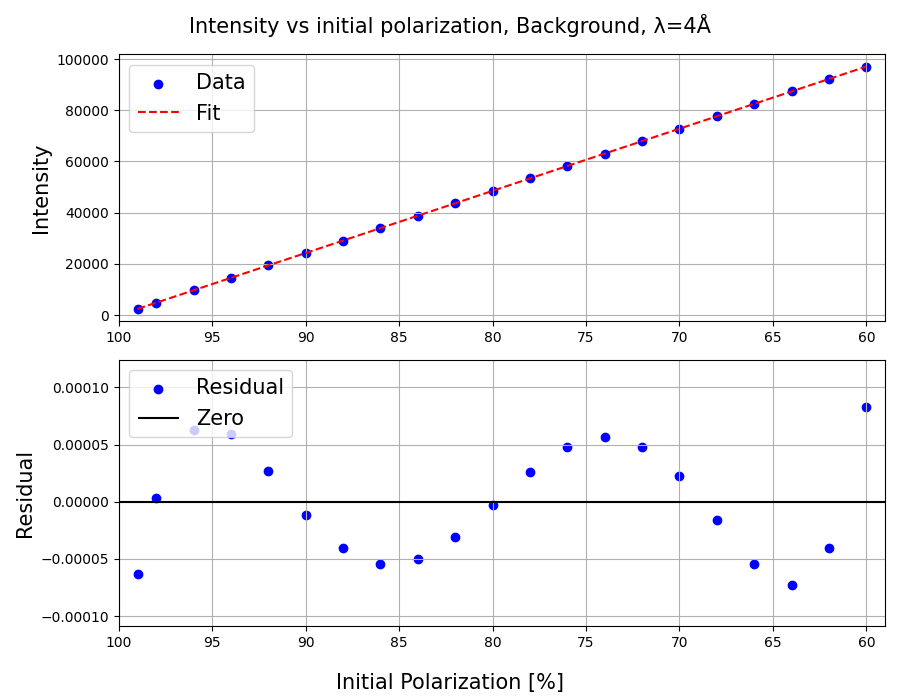 Intensity vs initial polarization, Background, λ=4Å
100000
80000
60000
40000
20000
0
Intensity
Data
Fit
100 95 90 85 80 75 70 65 60
0.00010
0.00005
0.00000
−0.00005
−0.00010
Residual
Residual
Zero
100 95 90 85 80 75 70 65 60
Initial Polarization [%]